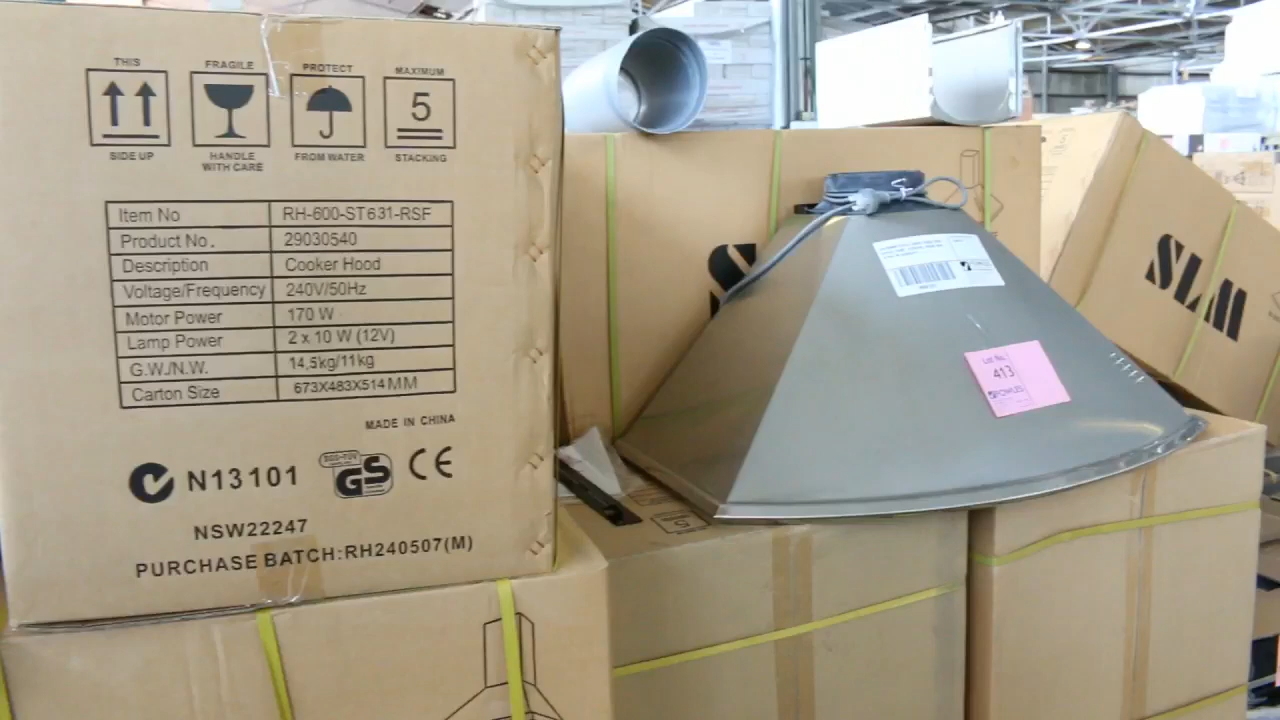 THIS
SIDE UP
FRAGILE
HANDLE
WITH CARE
PROTECT
FROM WATER
MAXIMUM
5
STACKING
Item No RH-600-ST631-RSF
Product No. 29030540
Description Cooker Hood
Voltage/Frequency 240V/50Hz
Motor Power 170 W
Lamp Power 2 x 10 W (12V)
G.W./N.W. 14,5kg/11kg
Carton Size 673X483X514MM
MADE IN CHINA
N13101
GS
CE
NSW22247
PURCHASE BATCH:RH240507(M)
S
Lot No.
413
FOWLES
SLM
5